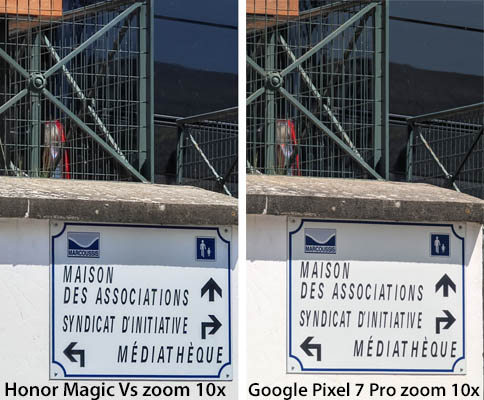 MARCOUSSIS
MAISON
DES ASSOCIATIONS
SYNDICAT D'INITIATIVE
MÉDIATHÈQUE
Honor Magic Vs zoom 10x
MARCOUSSIS
MAISON
DES ASSOCIATIONS
SYNDICAT D'INITIATIVE
MÉDIATHÈQUE
Google Pixel 7 Pro zoom 10x